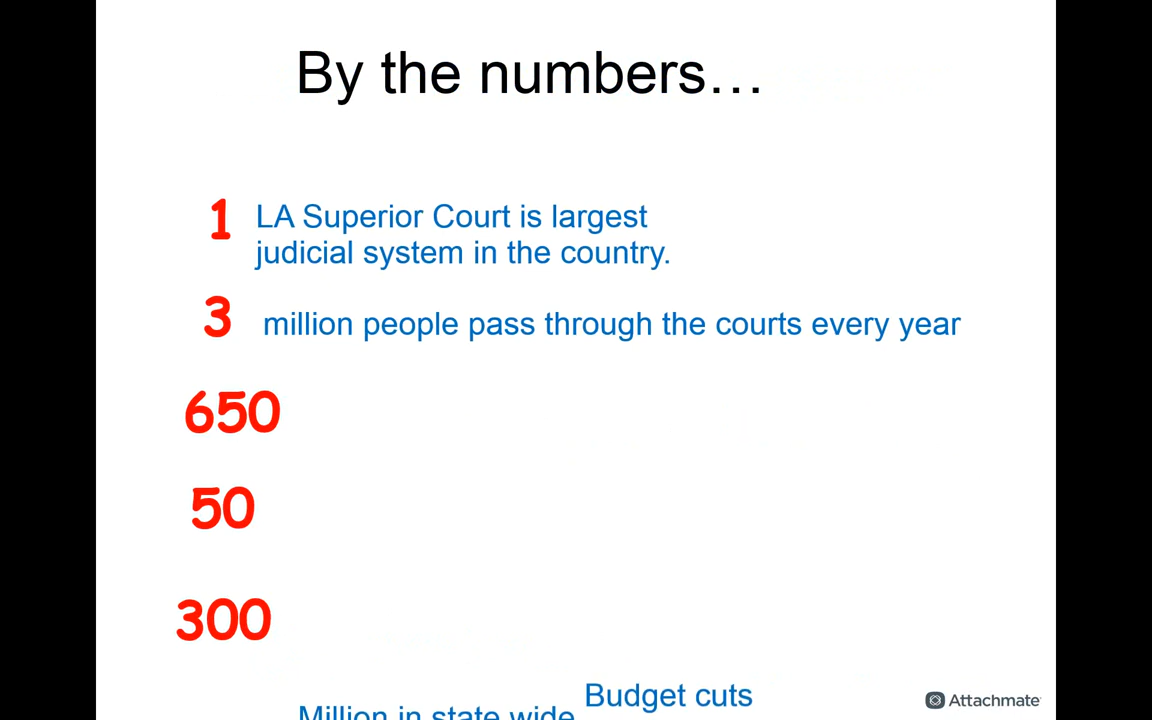 By the numbers…
1 LA Superior Court is largest
judicial system in the country.
3 million people pass through the courts every year
650
50
300
Budget cuts
Million in state wide
Attachmate